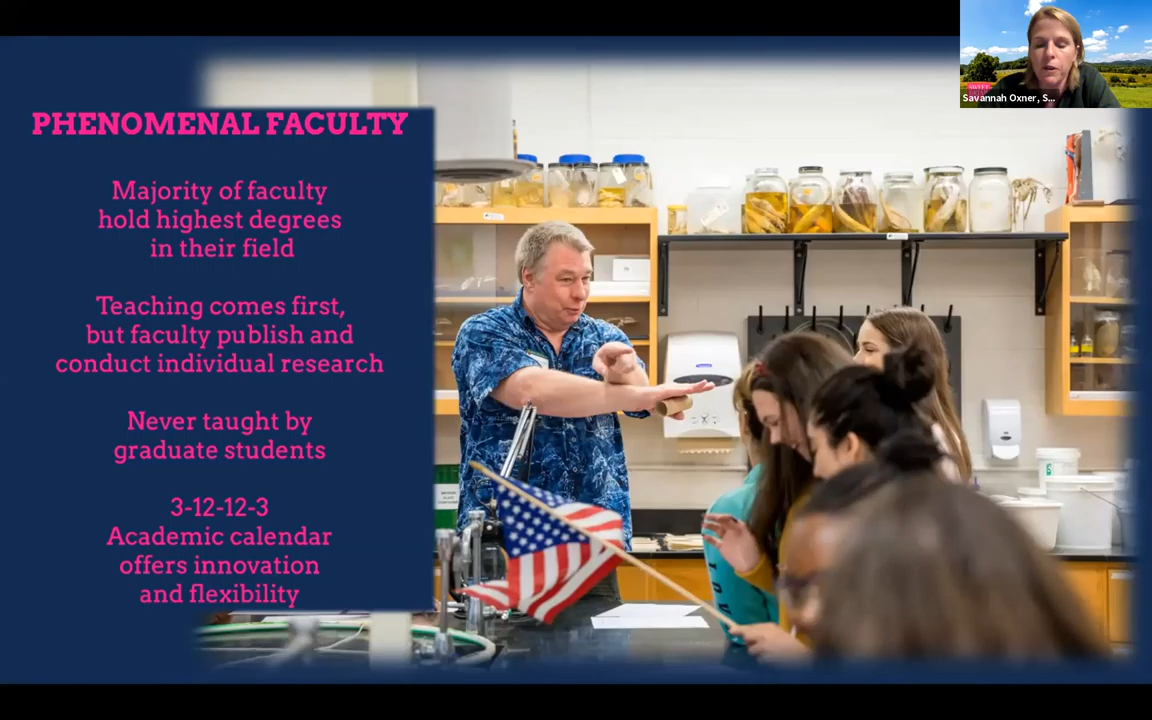 PHENOMENAL FACULTY
Majority of faculty
hold highest degrees
in their field
Teaching comes first,
but faculty publish and
conduct individual research
Never taught by
graduate students
3-12-12-3
Academic calendar
offers innovation
and flexibility
Savannah Oxner, S...